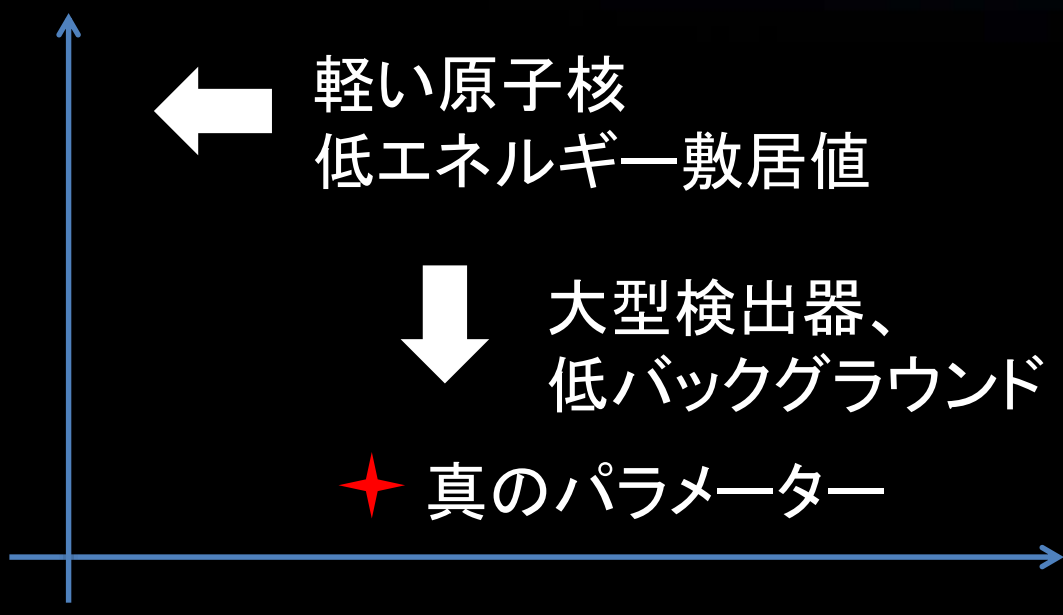 軽い原子核
低エネルギー敷居値
大型検出器、
低バックグラウンド
真のパラメーター